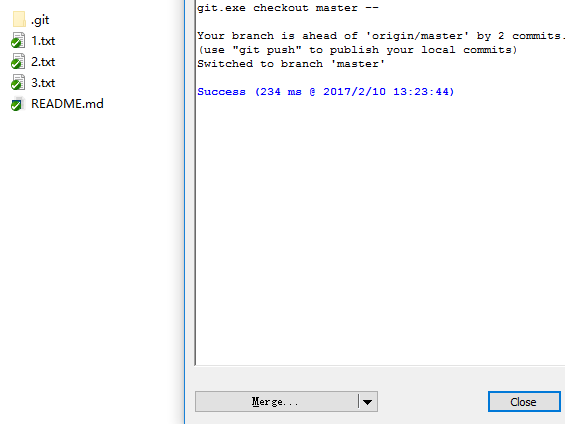 .git
1.txt
2.txt
3.txt
README.md
git.exe checkout master --
Your branch is ahead of 'origin/master' by 2 commits.
(use "git push" to publish your local commits)
Switched to branch 'master'
Success (234 ms @ 2017/2/10 13:23:44)
Merge...
Close